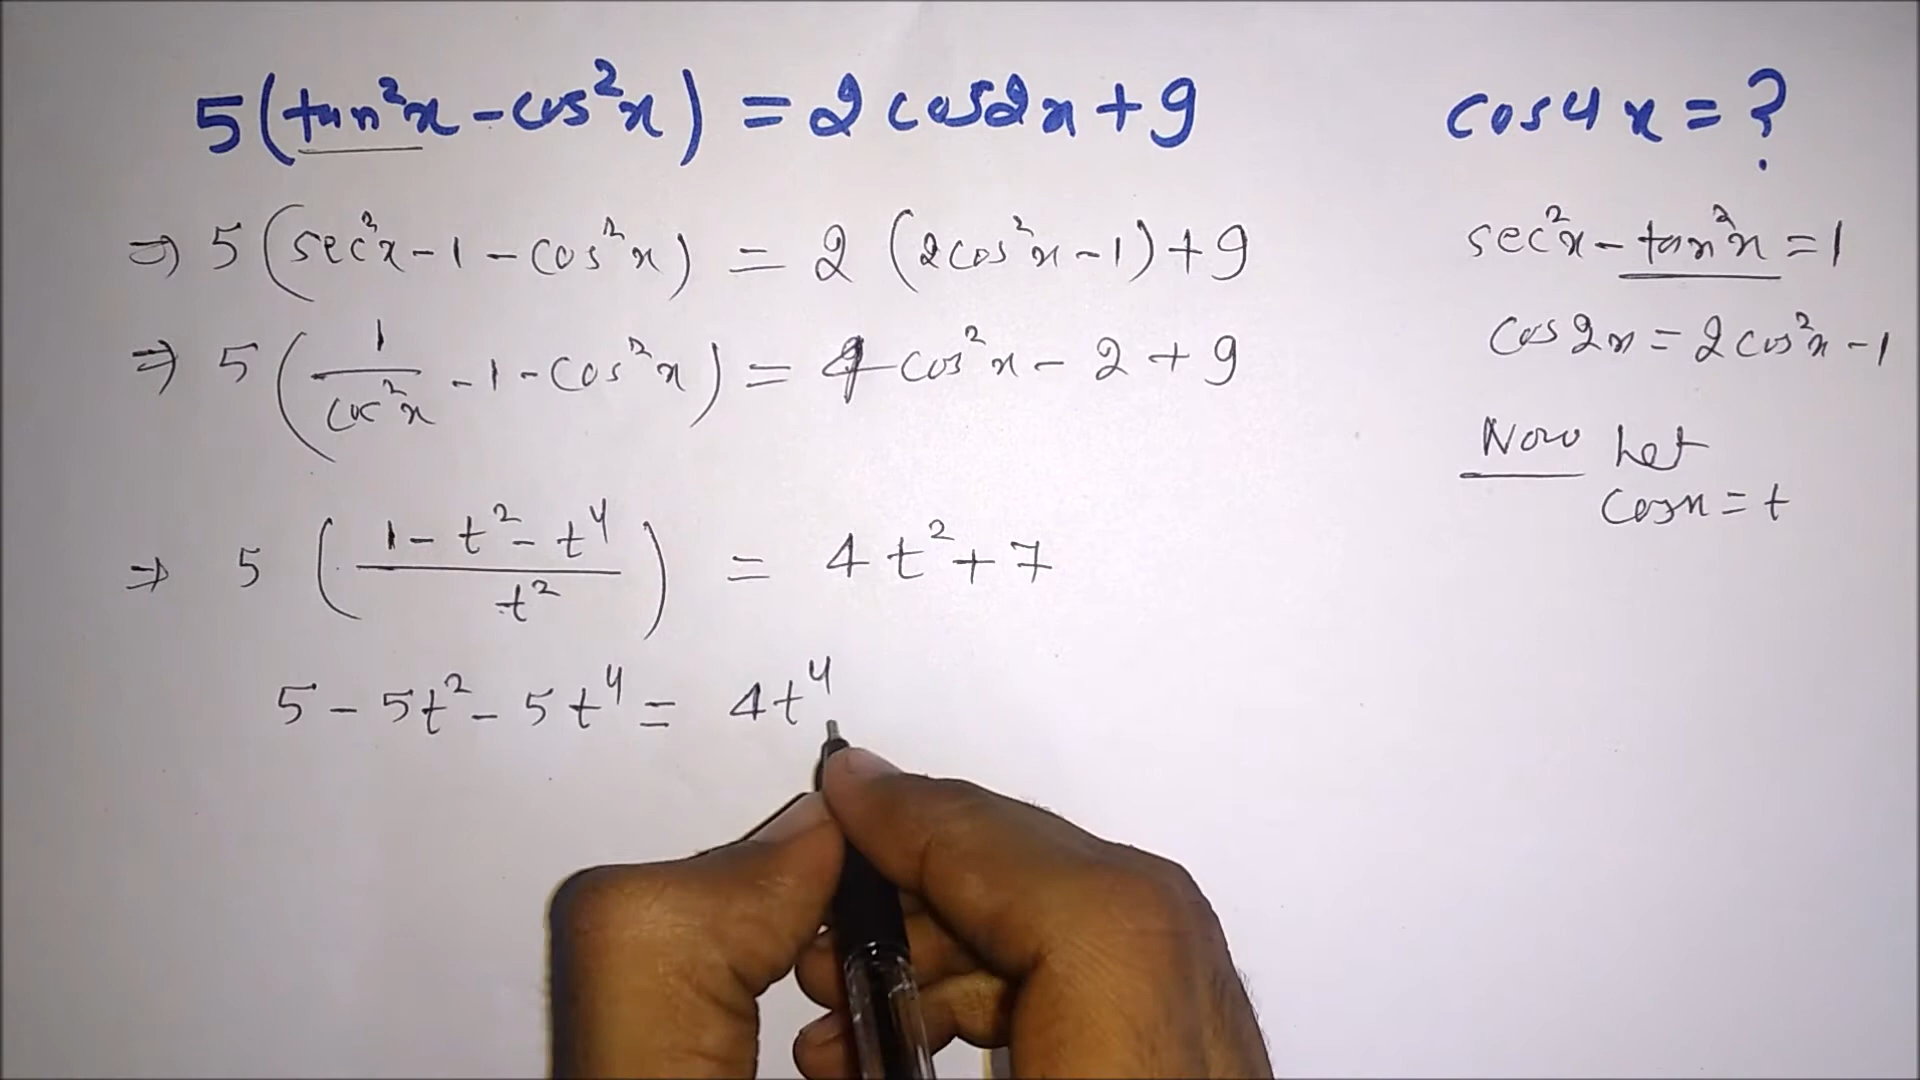 5(tan²x-cos²x) = 2cos2x+9
cos4x = ?
⇒ 5(sec²x-1-cos²x) = 2(2cos²x-1)+9
sec²x-tan²x=1
cos2x=2cos²x-1
⇒ 5(1/cos²x-1-cos²x) = 4cos²x-2+9
Now Let
cosx=t
⇒ 5((1-t²-t⁴)/t²) = 4t²+7
5-5t²-5t⁴ = 4t⁴